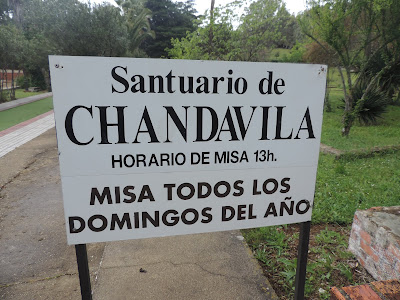 Santuario de
CHANDAVILA
HORARIO DE MISA 13h.
MISA TODOS LOS
DOMINGOS DEL AÑO